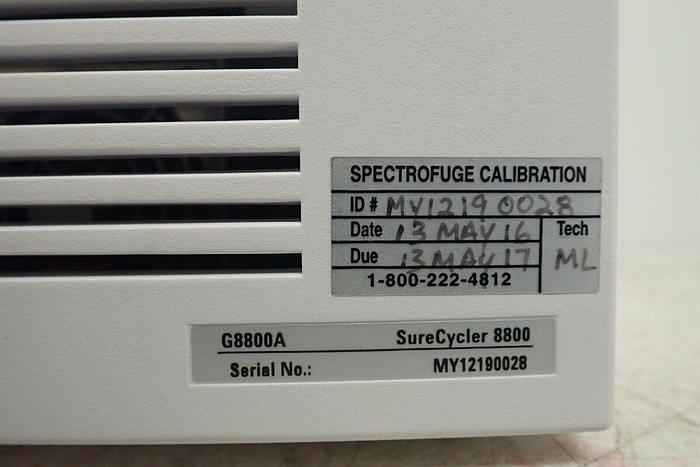 SPECTROFUGE CALIBRATION
ID # MY12190028
Date 13 MAY 16 Tech
Due 13 MAY 17 ML
1-800-222-4812
G8800A SureCycler 8800
Serial No.: MY12190028